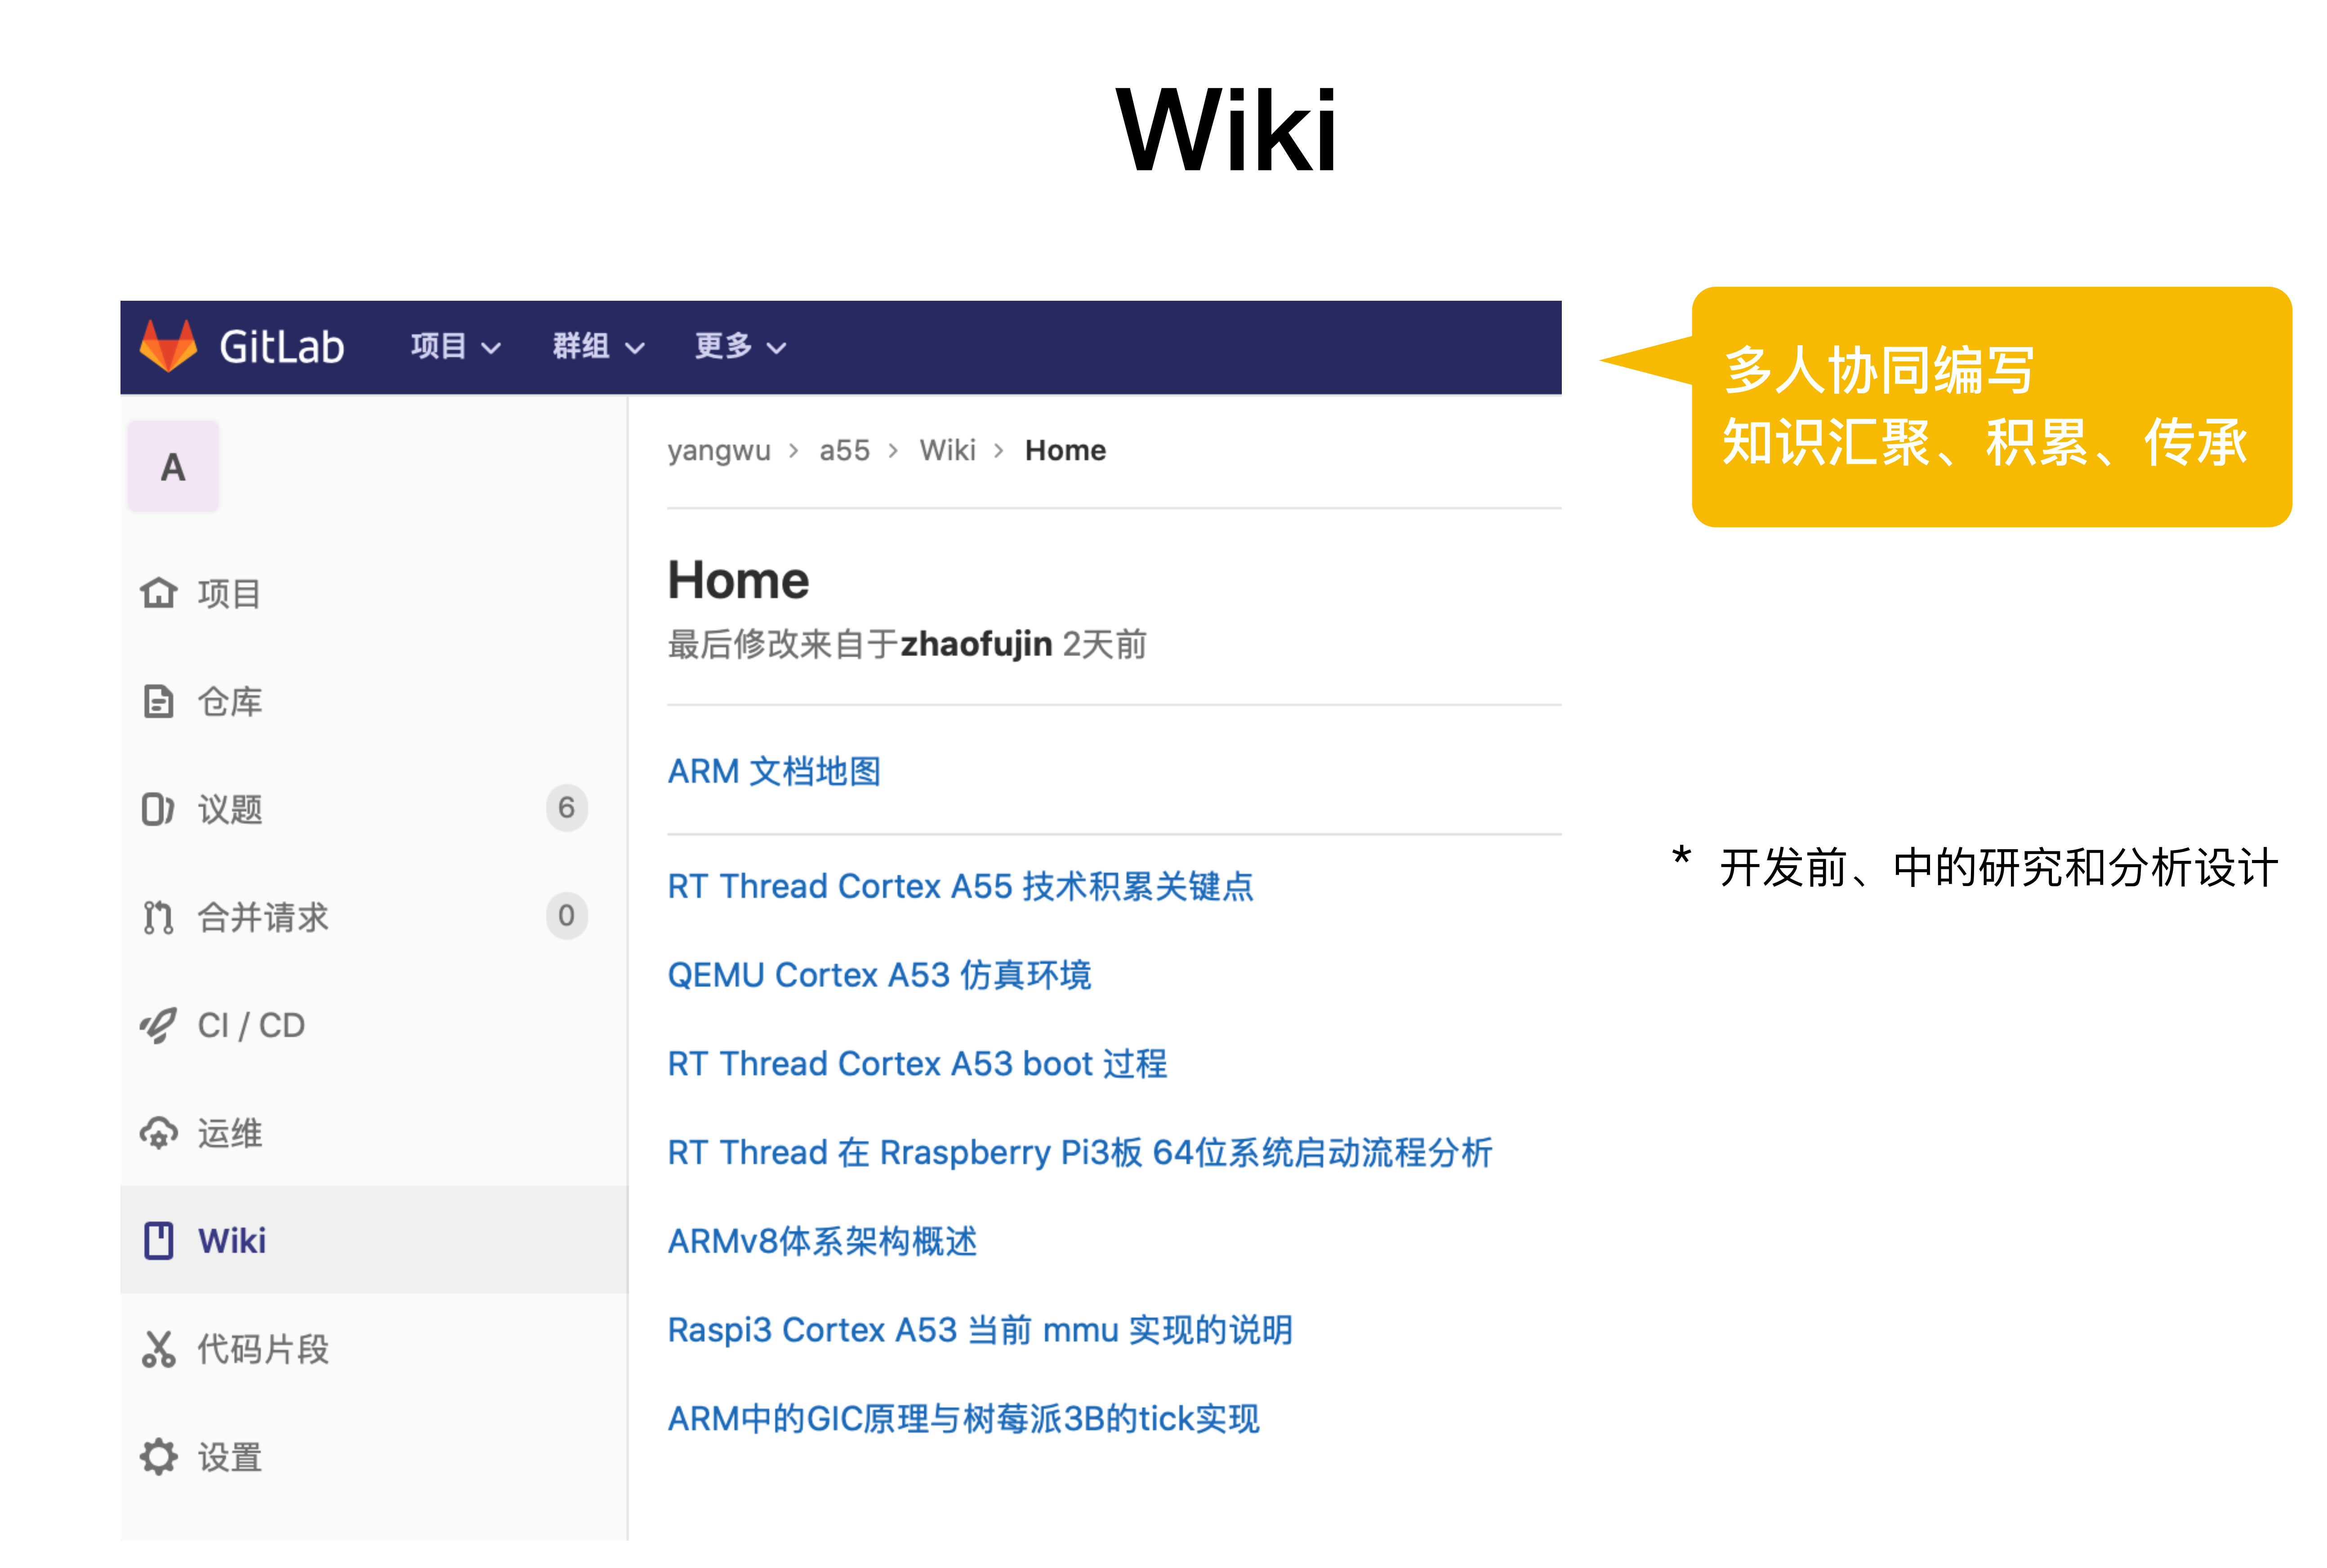 Wiki
GitLab 项目 群组 更多
多人协同编写
知识汇聚、积累、传承
A
yangwu > a55 > Wiki > Home
Home
最后修改来自于zhaofujin 2天前
项目
仓库
议题 6
合并请求 0
CI / CD
运维
Wiki
代码片段
设置
ARM 文档地图
RT Thread Cortex A55 技术积累关键点
QEMU Cortex A53 仿真环境
RT Thread Cortex A53 boot 过程
RT Thread 在 Rraspberry Pi3板 64位系统启动流程分析
ARMv8体系架构概述
Raspi3 Cortex A53 当前 mmu 实现的说明
ARM中的GIC原理与树莓派3B的tick实现
* 开发前、中的研究和分析设计